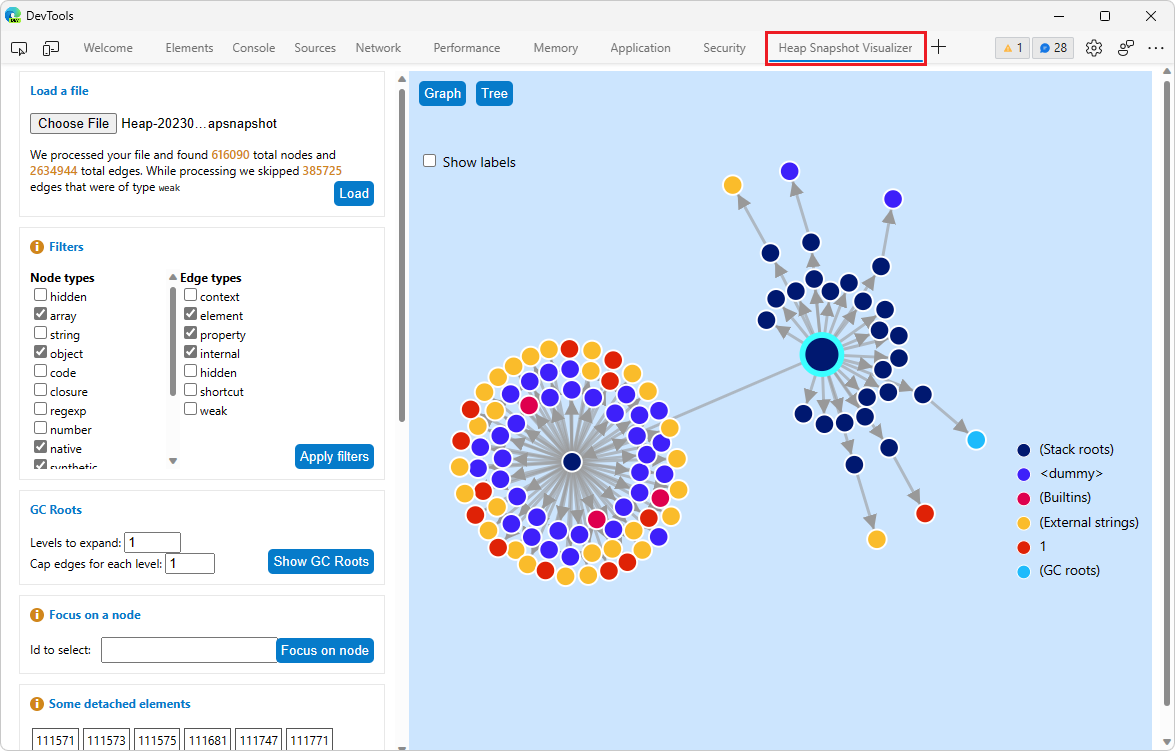 DevTools
Welcome Elements Console Sources Network Performance Memory Application Security Heap Snapshot Visualizer 1 28
Load a file
Choose File Heap-20230...apsnapshot
We processed your file and found 616090 total nodes and
2634944 total edges. While processing we skipped 385725
edges that were of type weak
Load
Filters
Node types
hidden
array
string
object
code
closure
regexp
number
native
synthetic
Edge types
context
element
property
internal
hidden
shortcut
weak
Apply filters
GC Roots
Levels to expand: 1
Cap edges for each level: 1
Show GC Roots
Focus on a node
Id to select:
Focus on node
Some detached elements
111571 111573 111575 111681 111747 111771
Graph Tree
Show labels
(Stack roots)
<dummy>
(Builtins)
(External strings)
1
(GC roots)